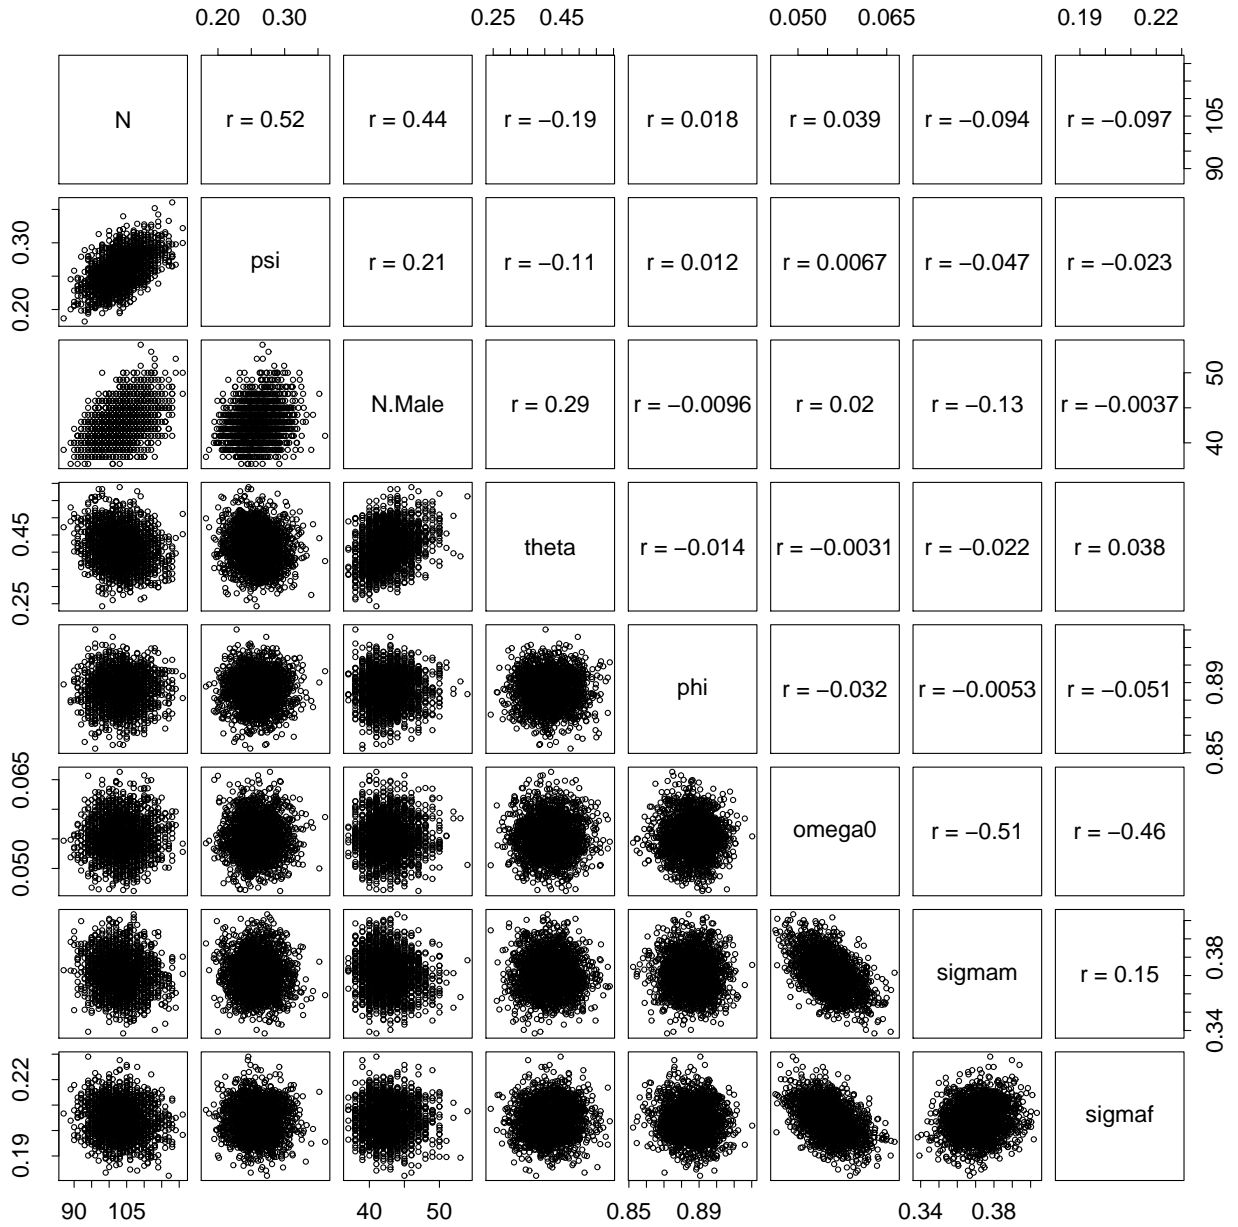 0.20 0.30 0.25 0.45 0.050 0.065 0.19 0.22
N r = 0.52 r = 0.44 r = −0.19 r = 0.018 r = 0.039 r = −0.094 r = −0.097
90 105
0.20 0.30
psi r = 0.21 r = −0.11 r = 0.012 r = 0.0067 r = −0.047 r = −0.023
N.Male r = 0.29 r = −0.0096 r = 0.02 r = −0.13 r = −0.0037
40 50
0.25 0.45
theta r = −0.014 r = −0.0031 r = −0.022 r = 0.038
phi r = −0.032 r = −0.0053 r = −0.051
0.85 0.89
0.050 0.065
omega0 r = −0.51 r = −0.46
sigmam r = 0.15
0.34 0.38
0.19 0.22
sigmaf
90 105 40 50 0.85 0.89 0.34 0.38